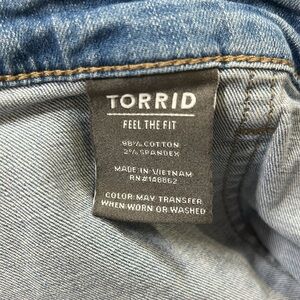 TORRID
FEEL THE FIT
98% COTTON
2% SPANDEX
MADE IN VIETNAM
RN#148862
COLOR MAY TRANSFER
WHEN WORN OR WASHED